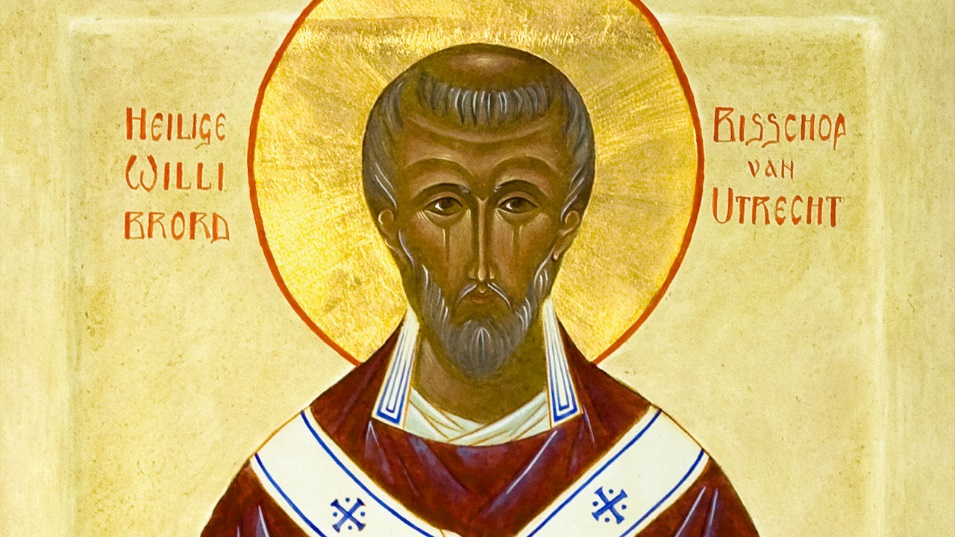 HEILIGE
WILLI
BRORD
BISSCHOP
VAN
UTRECHT